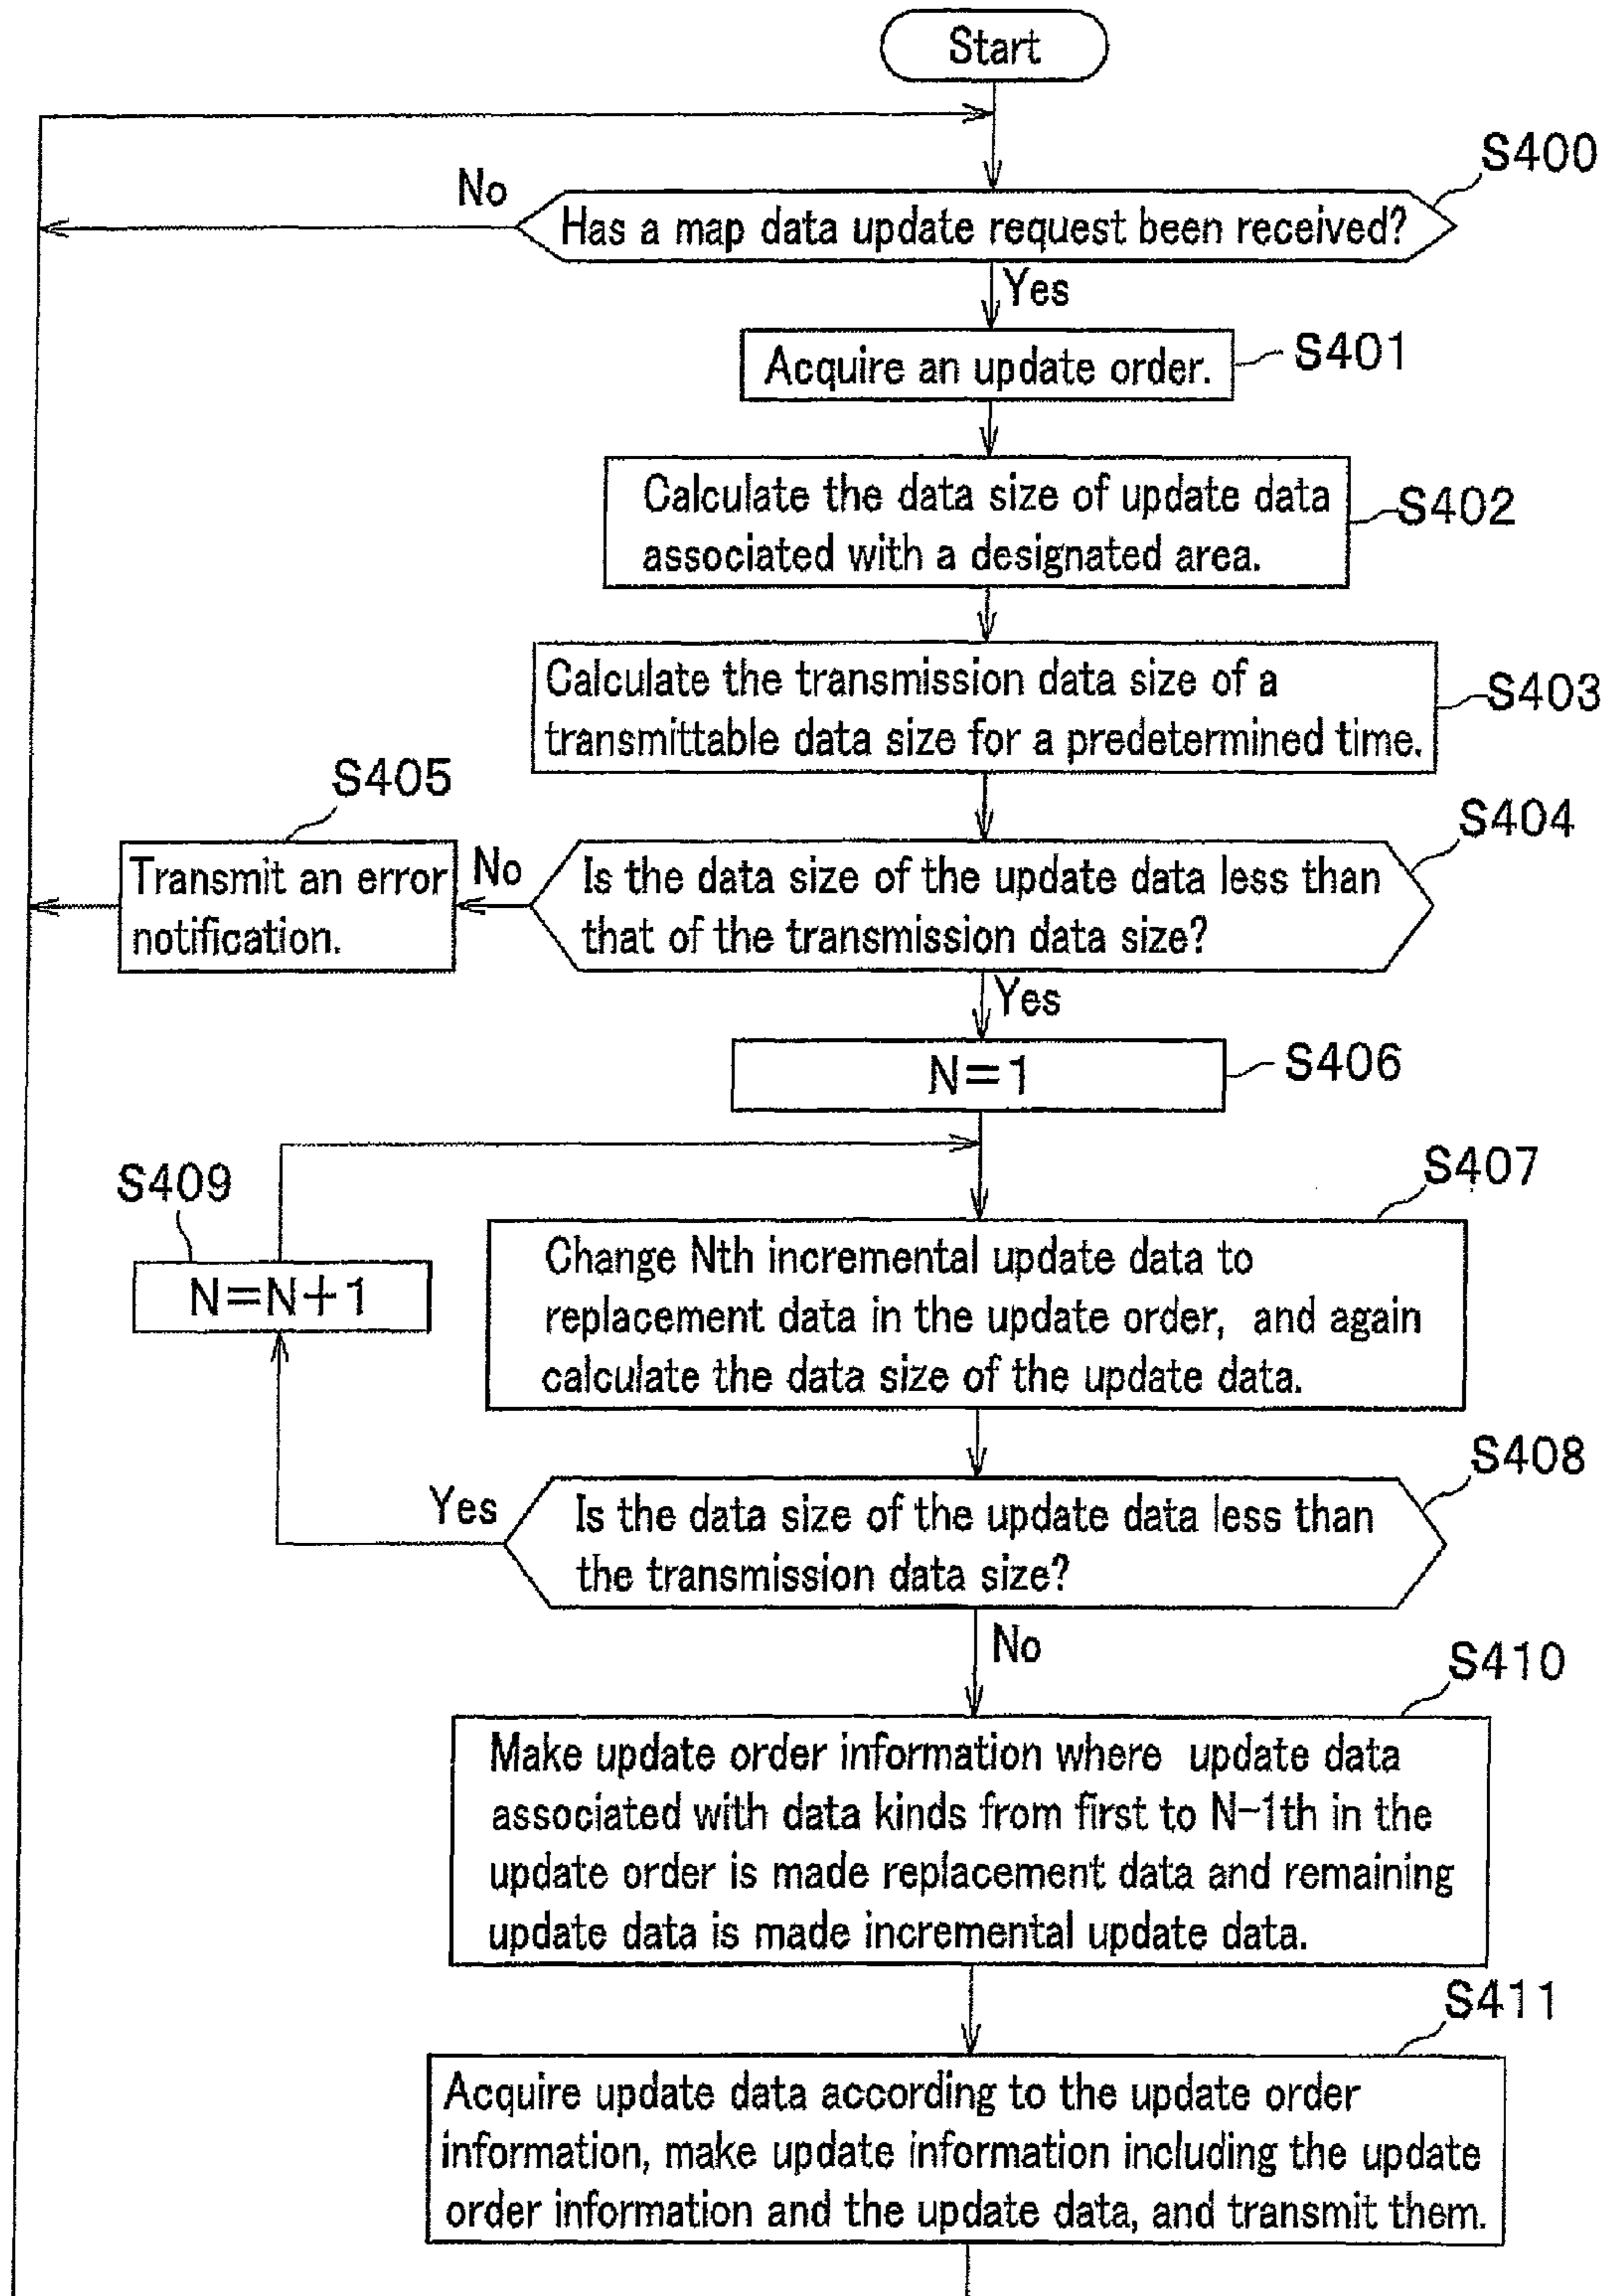 Start
S400
No
Has a map data update request been received?
Yes
S401
Acquire an update order.
Calculate the data size of update data
associated with a designated area.
S402
Calculate the transmission data size of a
transmittable data size for a predetermined time.
S403
S405
S404
Transmit an error
notification.
No
Is the data size of the update data less than
that of the transmission data size?
Yes
N=1
S406
S409
S407
N=N+1
Change Nth incremental update data to
replacement data in the update order, and again
calculate the data size of the update data.
S408
Yes
Is the data size of the update data less than
the transmission data size?
No
S410
Make update order information where update data
associated with data kinds from first to N-1th in the
update order is made replacement data and remaining
update data is made incremental update data.
S411
Acquire update data according to the update order
information, make update information including the update
order information and the update data, and transmit them.